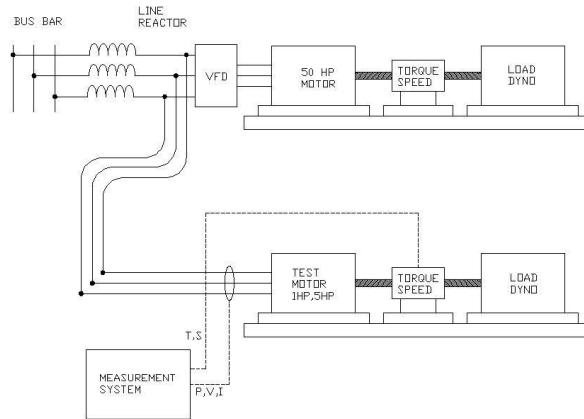 BUS BAR
LINE
REACTOR
VFD
50 HP
MOTOR
TORQUE
SPEED
LOAD
DYNO
TEST
MOTOR
1HP,5HP
TORQUE
SPEED
LOAD
DYNO
T,S
MEASUREMENT
SYSTEM
P,V,I